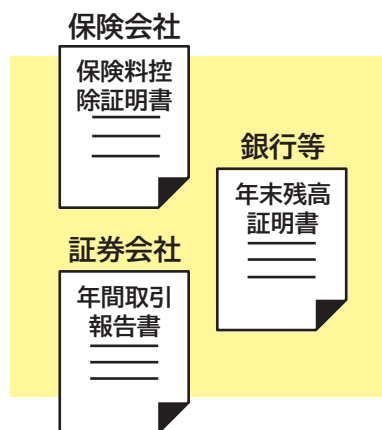 保険会社
保険料控
除証明書
銀行等
年末残高
証明書
証券会社
年間取引
報告書